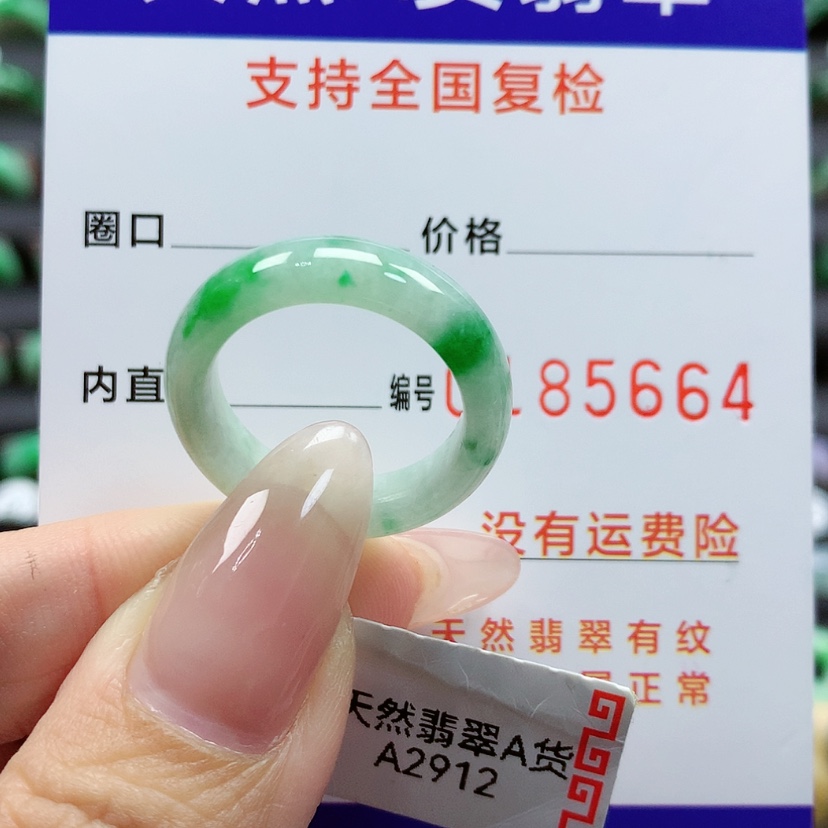 支持全国复检
圈口 价格
内直 编号 85664
没有运费险
天然翡翠有纹
正常
天然翡翠A货
A2912